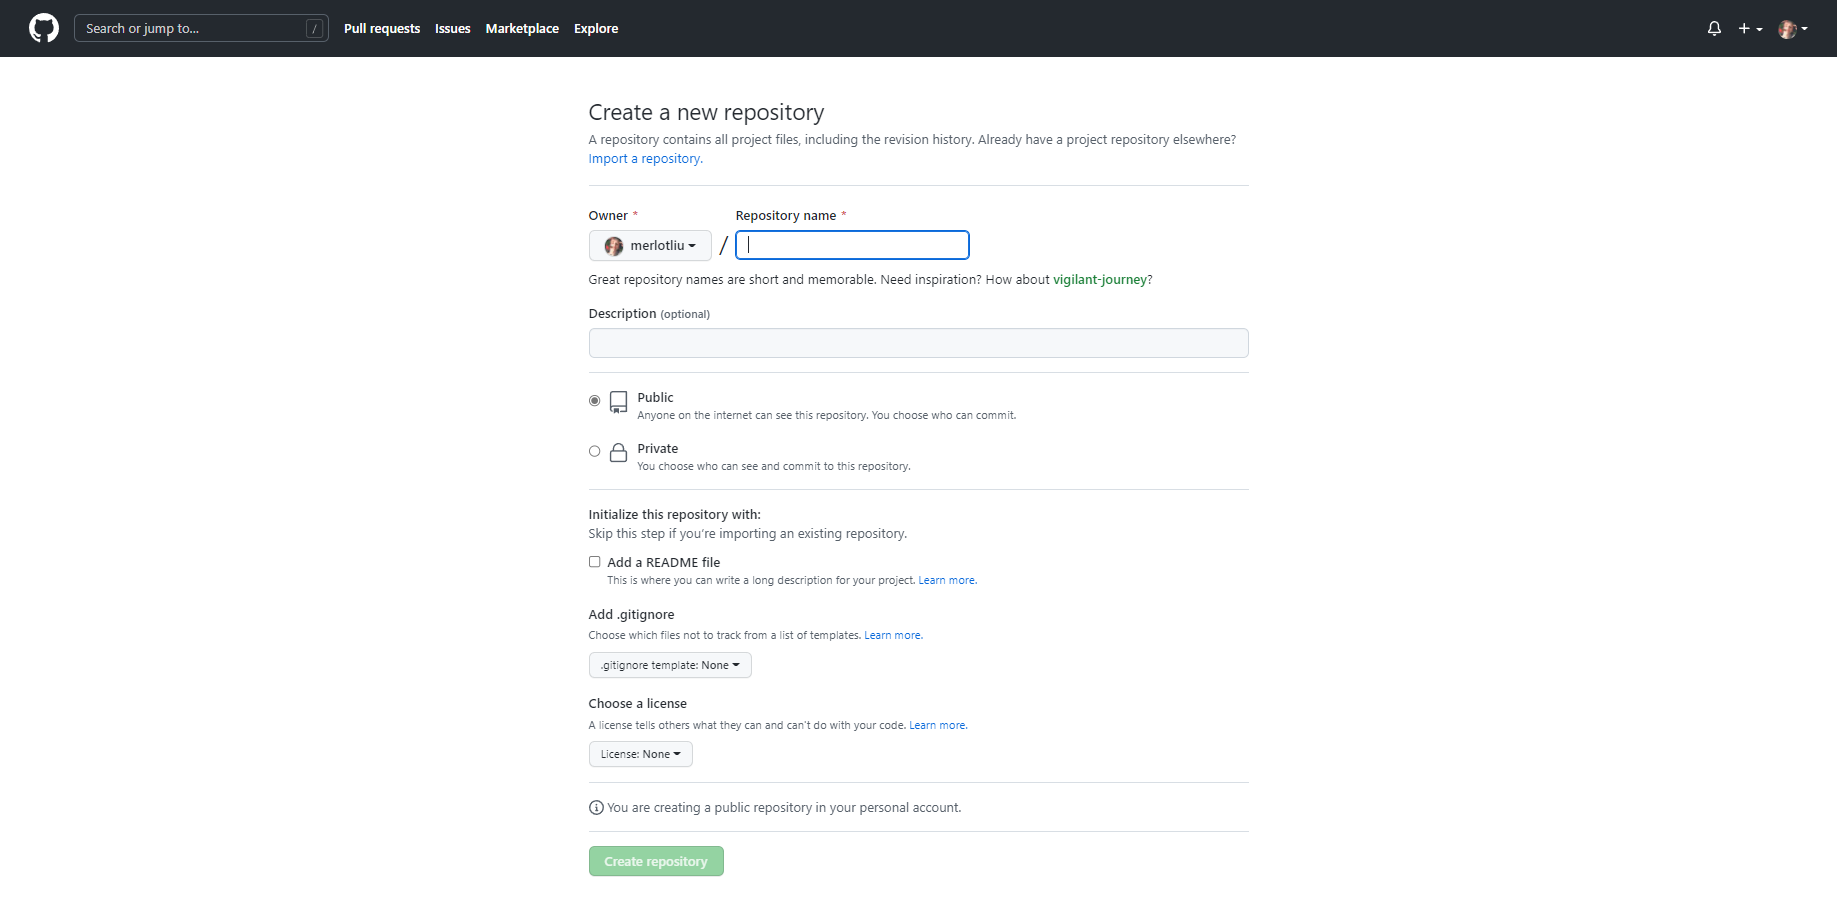 Search or jump to... /
Pull requests Issues Marketplace Explore
Create a new repository
A repository contains all project files, including the revision history. Already have a project repository elsewhere?
Import a repository.
Owner * Repository name *
merlotliu /
Great repository names are short and memorable. Need inspiration? How about vigilant-journey?
Description (optional)
Public
Anyone on the internet can see this repository. You choose who can commit.
Private
You choose who can see and commit to this repository.
Initialize this repository with:
Skip this step if you're importing an existing repository.
Add a README file
This is where you can write a long description for your project. Learn more.
Add .gitignore
Choose which files not to track from a list of templates. Learn more.
.gitignore template: None
Choose a license
A license tells others what they can and can't do with your code. Learn more.
License: None
You are creating a public repository in your personal account.
Create repository